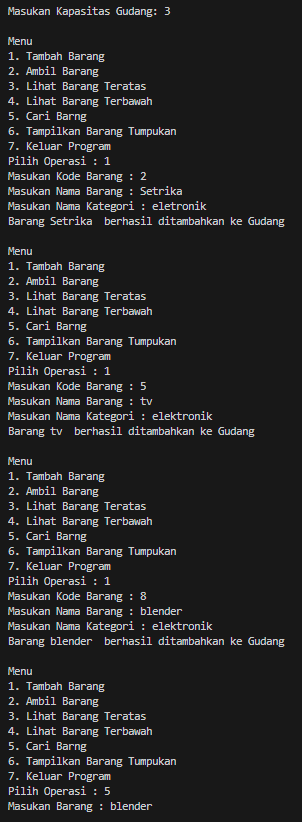 Masukan Kapasitas Gudang: 3
Menu
1. Tambah Barang
2. Ambil Barang
3. Lihat Barang Teratas
4. Lihat Barang Terbawah
5. Cari Barng
6. Tampilkan Barang Tumpukan
7. Keluar Program
Pilih Operasi : 1
Masukan Kode Barang : 2
Masukan Nama Barang : Setrika
Masukan Nama Kategori : eletronik
Barang Setrika  berhasil ditambahkan ke Gudang
Menu
1. Tambah Barang
2. Ambil Barang
3. Lihat Barang Teratas
4. Lihat Barang Terbawah
5. Cari Barng
6. Tampilkan Barang Tumpukan
7. Keluar Program
Pilih Operasi : 1
Masukan Kode Barang : 5
Masukan Nama Barang : tv
Masukan Nama Kategori : elektronik
Barang tv  berhasil ditambahkan ke Gudang
Menu
1. Tambah Barang
2. Ambil Barang
3. Lihat Barang Teratas
4. Lihat Barang Terbawah
5. Cari Barng
6. Tampilkan Barang Tumpukan
7. Keluar Program
Pilih Operasi : 1
Masukan Kode Barang : 8
Masukan Nama Barang : blender
Masukan Nama Kategori : elektronik
Barang blender  berhasil ditambahkan ke Gudang
Menu
1. Tambah Barang
2. Ambil Barang
3. Lihat Barang Teratas
4. Lihat Barang Terbawah
5. Cari Barng
6. Tampilkan Barang Tumpukan
7. Keluar Program
Pilih Operasi : 5
Masukan Barang : blender